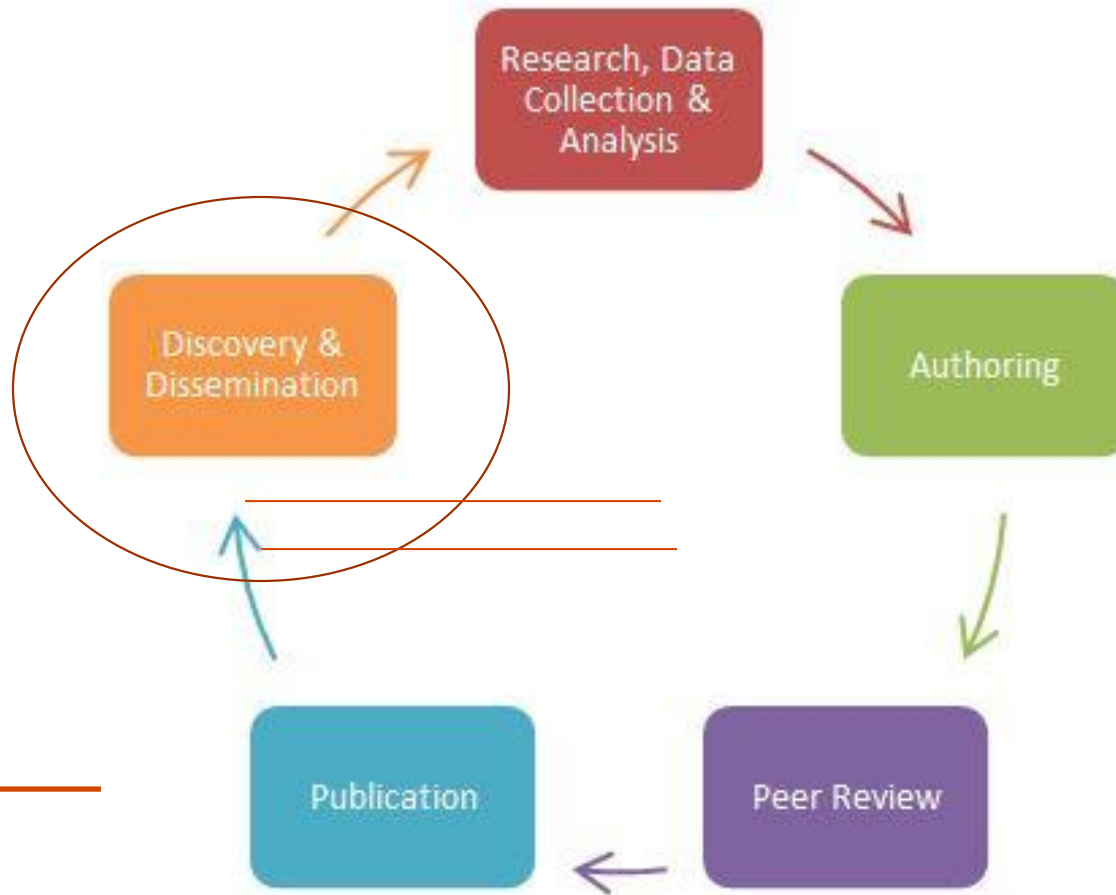 Research, Data
Collection &
Analysis
Discovery &
Dissemination
Authoring
Publication
Peer Review